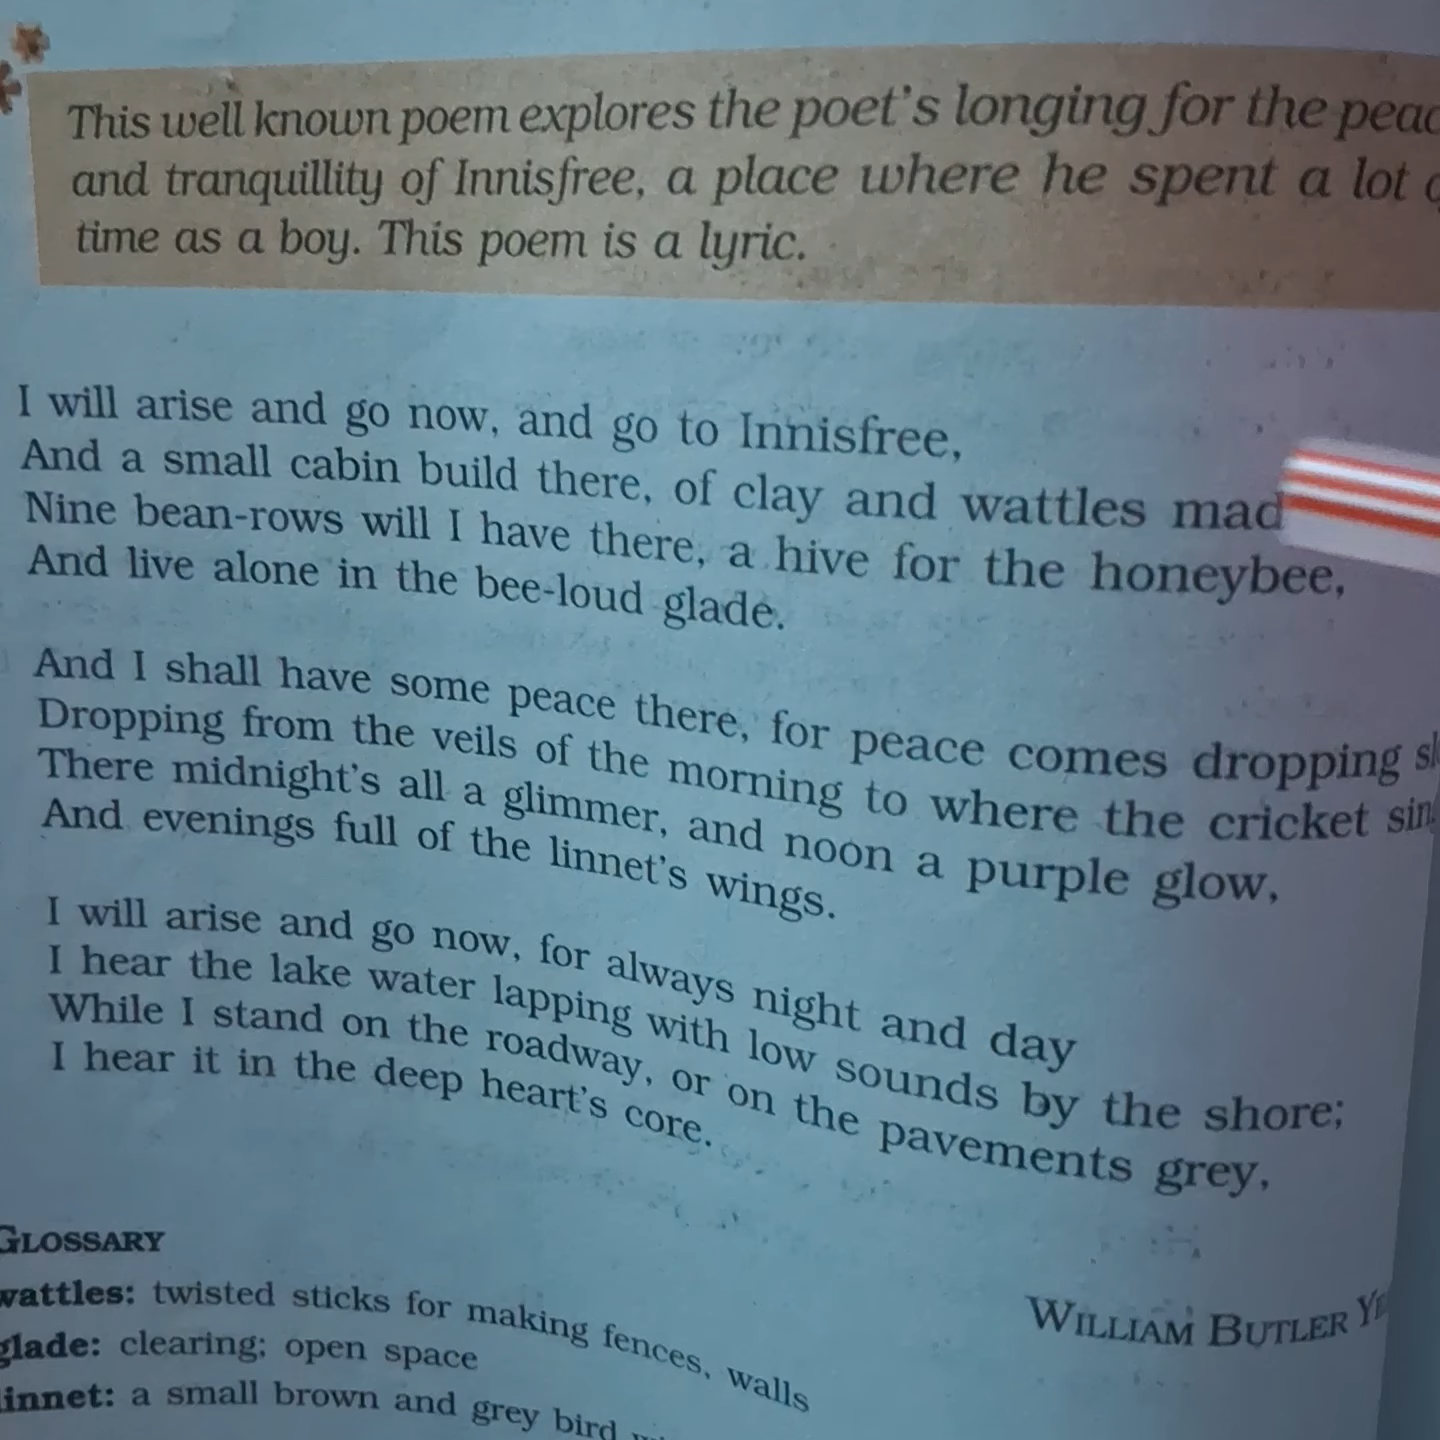 This well known poem explores the poet's longing for the
and tranquillity of Innisfree, a place where he spent a lot
time as a boy. This poem is a lyric.
I will arise and go now, and go to Innisfree,
And a small cabin build there, of clay and wattles mad
Nine bean-rows will I have there, a hive for the honeybee,
And live alone in the bee-loud glade.
And I shall have some peace there, for peace comes dropping
Dropping from the veils of the morning to where the cricket
There midnight's all a glimmer, and noon a purple glow,
And evenings full of the linnet's wings.
I will arise and go now, for always night and day
I hear the lake water lapping with low sounds by the shore;
While I stand on the roadway, or on the pavements grey,
I hear it in the deep heart's core.
WILLIAM BUTLER
GLOSSARY
wattles: twisted sticks for making fences, walls
glade: clearing; open space
linnet: a small brown and grey bird